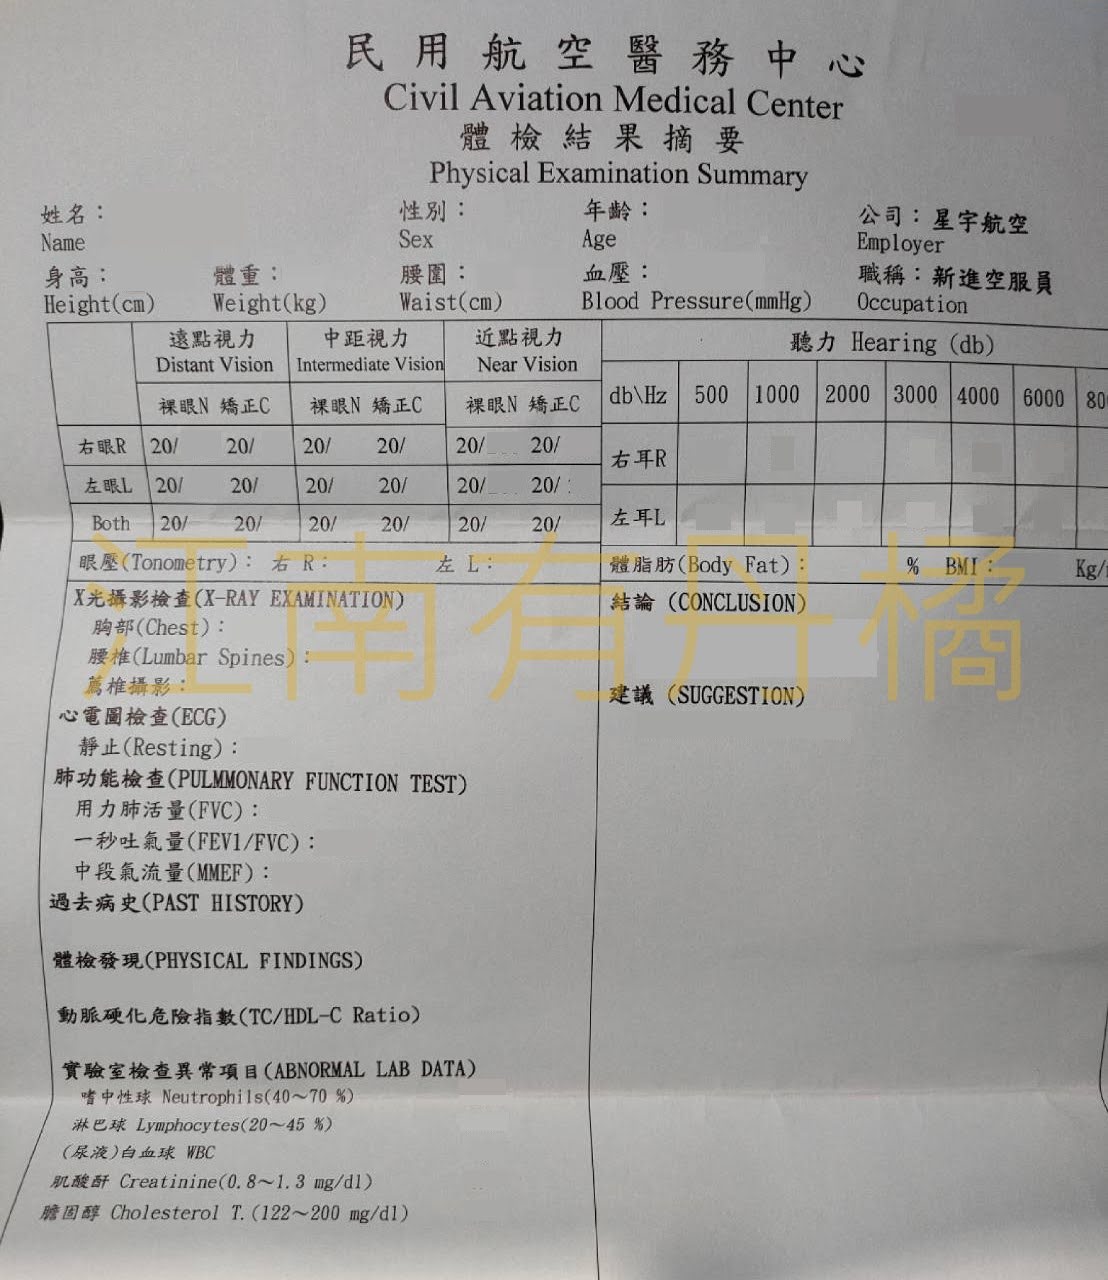 民用航空醫務中心
Civil Aviation Medical Center
體檢結果摘要
Physical Examination Summary
姓名： 性別： 年齡： 公司：星宇航空
Name Sex Age Employer
身高： 體重： 腰圍： 血壓： 職稱：新進空服員
Height(cm) Weight(kg) Waist(cm) Blood Pressure(mmHg) Occupation
遠點視力 中距視力 近點視力 聽力 Hearing (db)
Distant Vision Intermediate Vision Near Vision
裸眼N 矯正C 裸眼N 矯正C 裸眼N 矯正C db\Hz 500 1000 2000 3000 4000 6000 80
右眼R 20/ 20/ 20/ 20/ 20/ 20/ 右耳R
左眼L 20/ 20/ 20/ 20/ 20/ 20/ 左耳L
Both 20/ 20/ 20/ 20/ 20/ 20/
眼壓(Tonometry)： 右 R： 左 L： 體脂肪(Body Fat)： % BMI： Kg/
江南有丹橘
X光攝影檢查(X-RAY EXAMINATION)
胸部(Chest)：
腰椎(Lumbar Spines)：
薦椎攝影：
心電圖檢查(ECG)
靜止(Resting)：
肺功能檢查(PULMMONARY FUNCTION TEST)
用力肺活量(FVC)：
一秒吐氣量(FEV1/FVC)：
中段氣流量(MMEF)：
過去病史(PAST HISTORY)
體檢發現(PHYSICAL FINDINGS)
動脈硬化危險指數(TC/HDL-C Ratio)
實驗室檢查異常項目(ABNORMAL LAB DATA)
嗜中性球 Neutrophils(40～70 %)
淋巴球 Lymphocytes(20～45 %)
(尿液)白血球 WBC
肌酸酐 Creatinine(0.8～1.3 mg/dl)
膽固醇 Cholesterol T.(122～200 mg/dl)
結論 (CONCLUSION)
建議 (SUGGESTION)